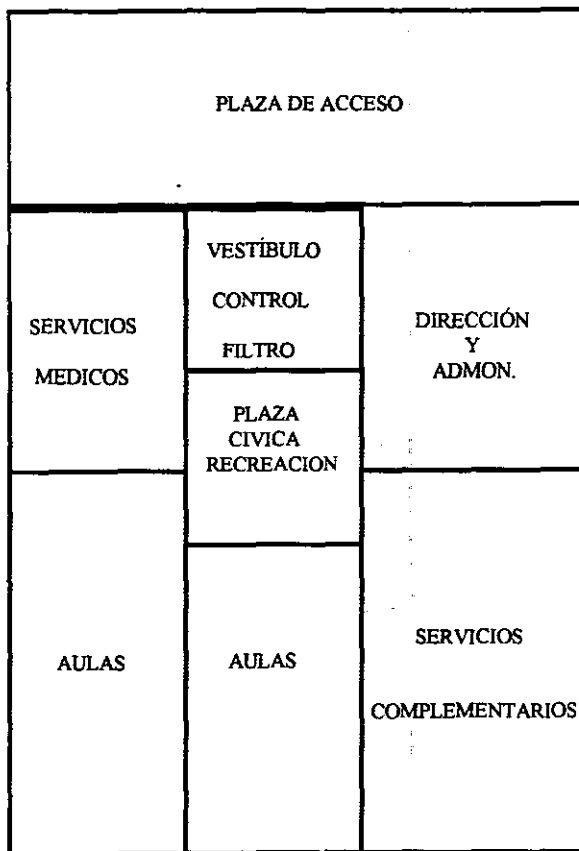 PLAZA DE ACCESO
VESTÍBULO
CONTROL
FILTRO
SERVICIOS
MEDICOS
DIRECCIÓN
Y
ADMON.
PLAZA
CIVICA
RECREACION
AULAS
AULAS
SERVICIOS
COMPLEMENTARIOS